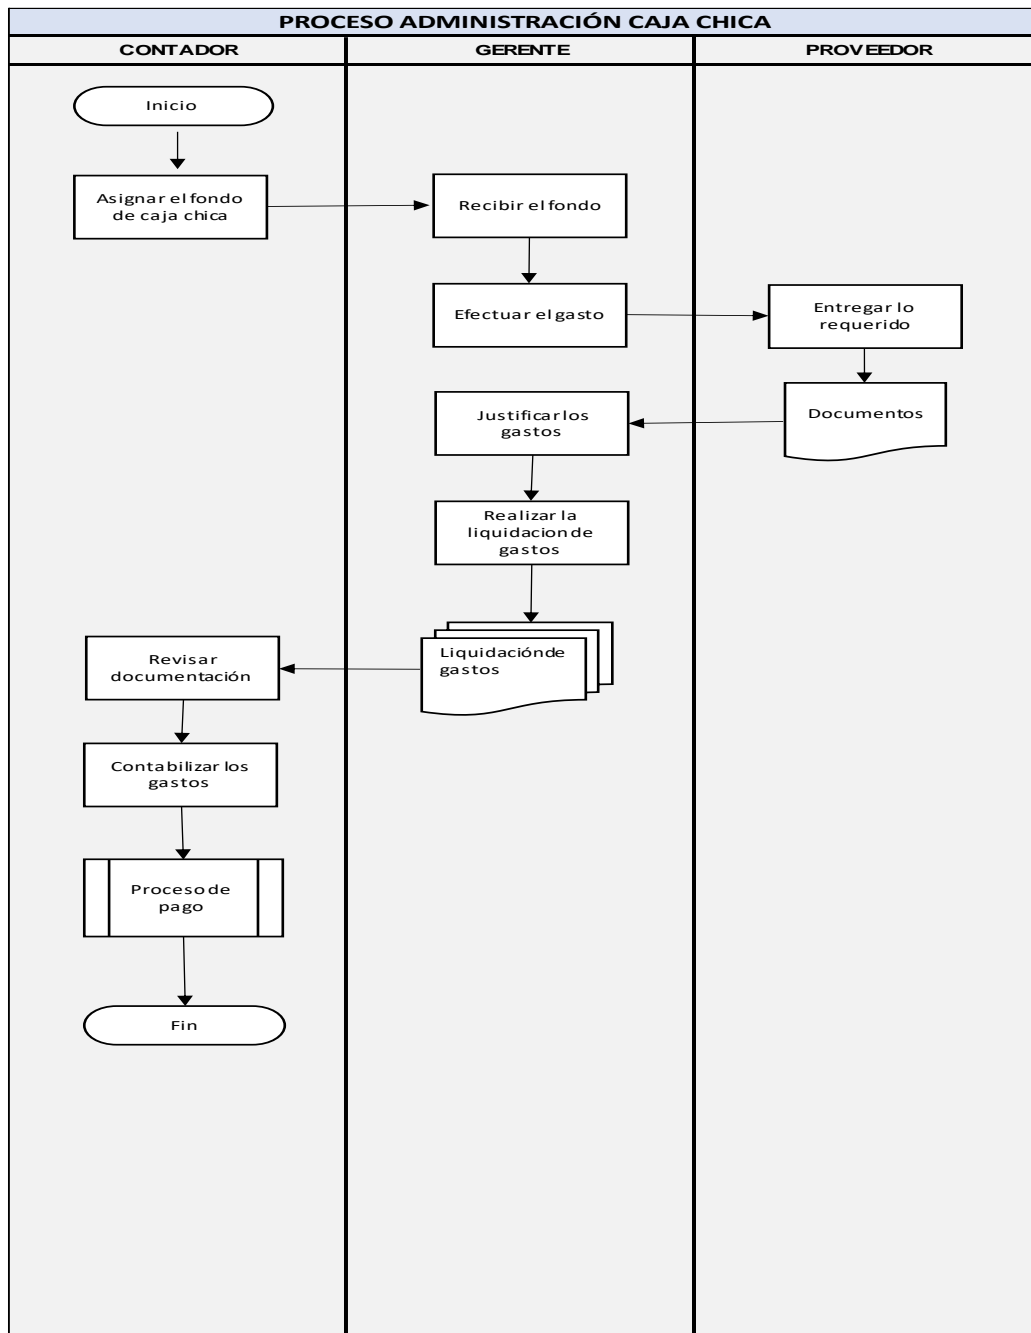 PROCESO ADMINISTRACIÓN CAJA CHICA
CONTADOR
GERENTE
PROVEEDOR
Inicio
Asignar el fondo
de caja chica
Recibir el fondo
Efectuar el gasto
Entregar lo
requerido
Documentos
Justificar los
gastos
Realizar la
liquidacion de
gastos
Liquidación de
gastos
Revisar
documentación
Contabilizar los
gastos
Proceso de
pago
Fin